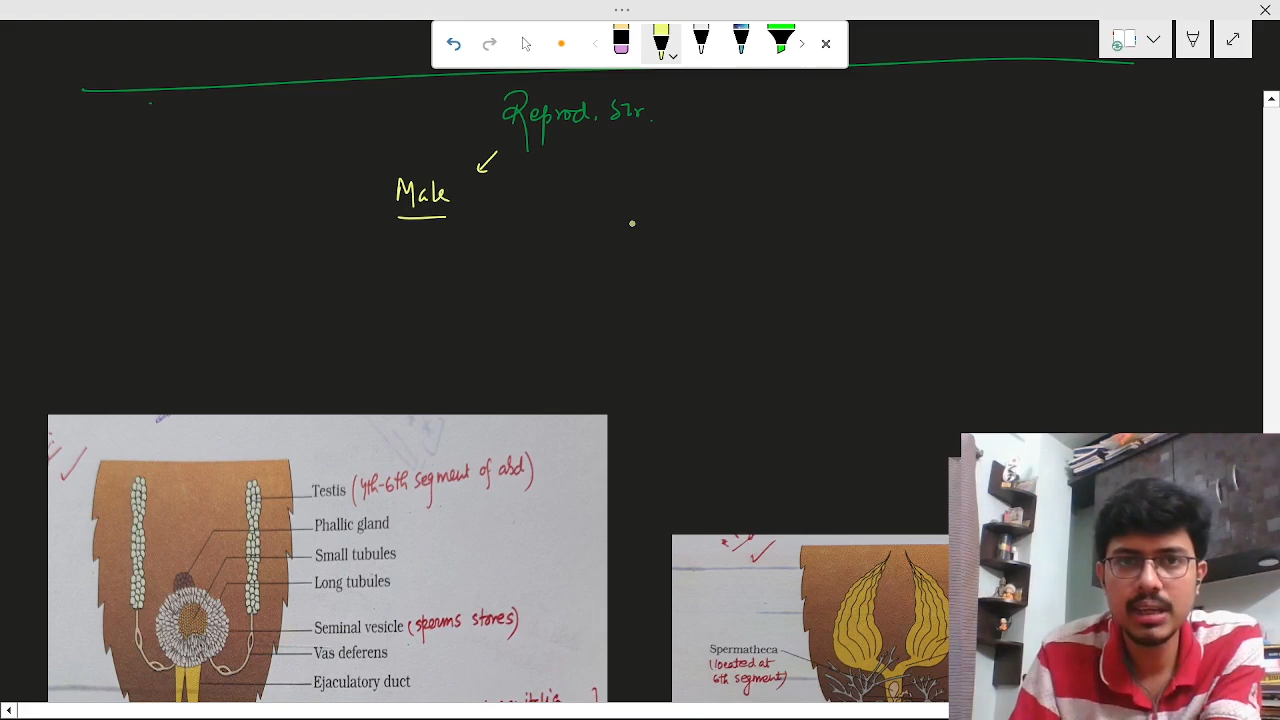 Reprod. Str.
Male
Testis (4th-6th segment of abd)
Phallic gland
Small tubules
Long tubules
Seminal vesicle (sperms stores)
Vas deferens
Ejaculatory duct
Spermatheca
(located at
6th segment)